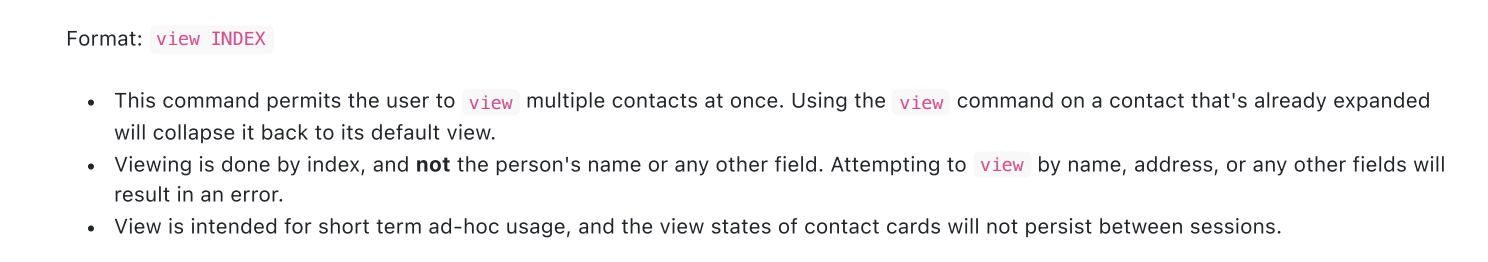 Format: view INDEX
• This command permits the user to view multiple contacts at once. Using the view command on a contact that's already expanded
will collapse it back to its default view.
• Viewing is done by index, and not the person's name or any other field. Attempting to view by name, address, or any other fields will
result in an error.
• View is intended for short term ad-hoc usage, and the view states of contact cards will not persist between sessions.